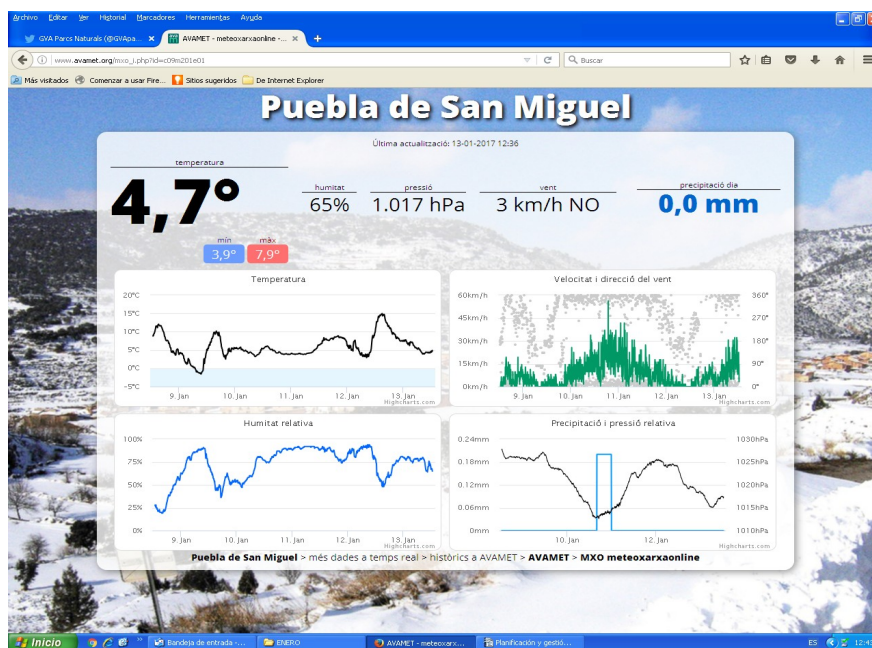 Archivo Editar Ver Historial Marcadores Herramientas Ayuda
GVA Parcs Naturals (@GVApa... × AVAMET - meteoxarxaonline - ... × +
www.avamet.org/mxo_i.php?id=c09m201e01 Buscar
Más visitados Comenzar a usar Fire... Sitios sugeridos De Internet Explorer
Puebla de San Miguel
Última actualització: 13-01-2017 12:36
temperatura
4,7°
humitat
65%
pressió
1.017 hPa
vent
3 km/h NO
precipitació dia
0,0 mm
mín màx
3,9° 7,9°
Temperatura
20°C
15°C
10°C
5°C
0°C
-5°C
9. Jan 10. Jan 11. Jan 12. Jan 13. Jan
Highcharts.com
Velocitat i direcció del vent
60km/h 360°
45km/h 270°
30km/h 180°
15km/h 90°
0km/h 0°
9. Jan 10. Jan 11. Jan 12. Jan 13. Jan
Highcharts.com
Humitat relativa
100%
75%
50%
25%
0%
9. Jan 10. Jan 11. Jan 12. Jan 13. Jan
Highcharts.com
Precipitació i pressió relativa
0.24mm 1030hPa
0.18mm 1025hPa
0.12mm 1020hPa
0.06mm 1015hPa
0mm 1010hPa
10. Jan 12. Jan
Highcharts.com
Puebla de San Miguel > més dades a temps real > històrics a AVAMET > AVAMET > MXO meteoxarxaonline
Inicio Bandeja de entrada -... ENERO AVAMET - meteoxarx... Planificación y gestió... ES